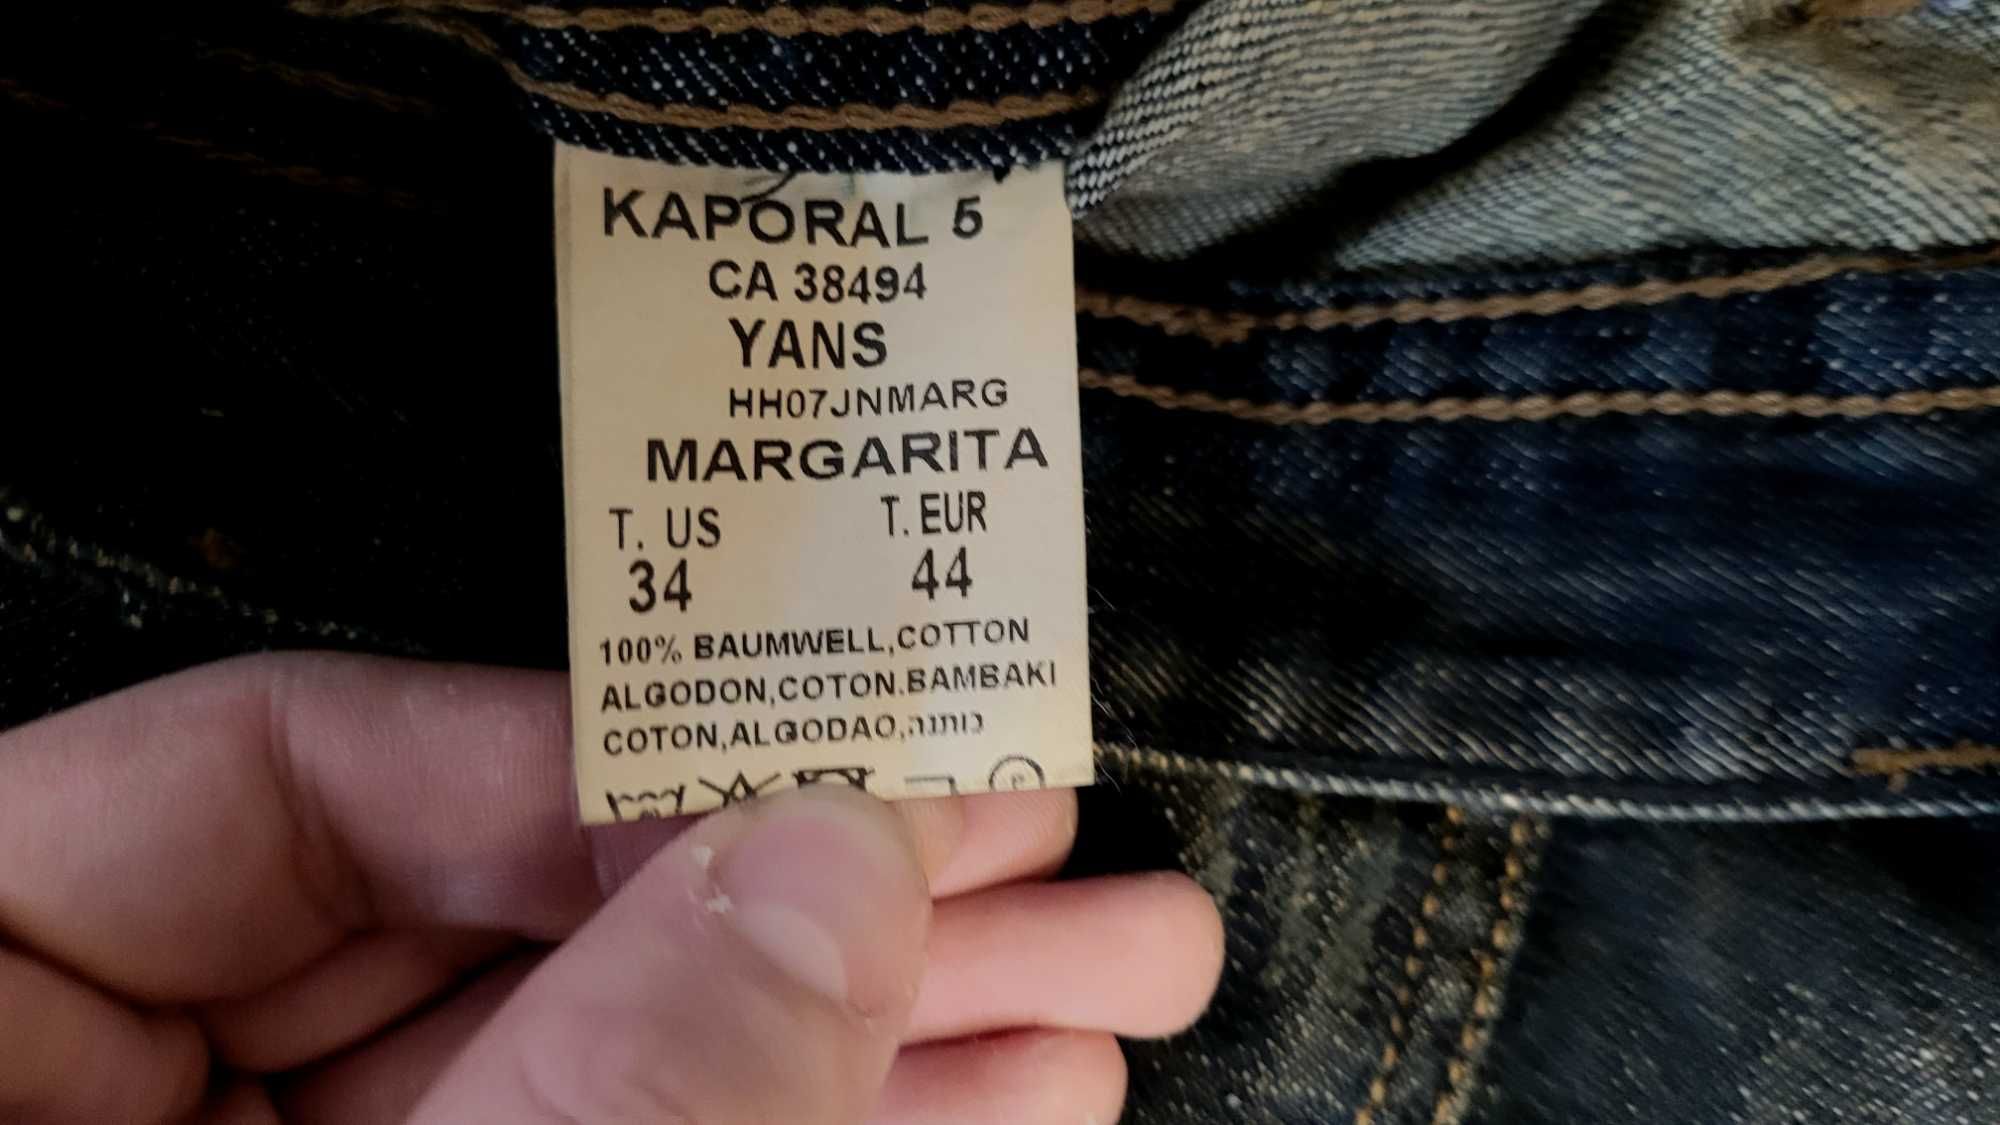 KAPORAL 5
CA 38494
YANS
HH07JNMARG
MARGARITA
T. US T. EUR
34 44
100% BAUMWELL,COTTON
ALGODON,COTON.BAMBAKI
COTON,ALGODAO,כותנה